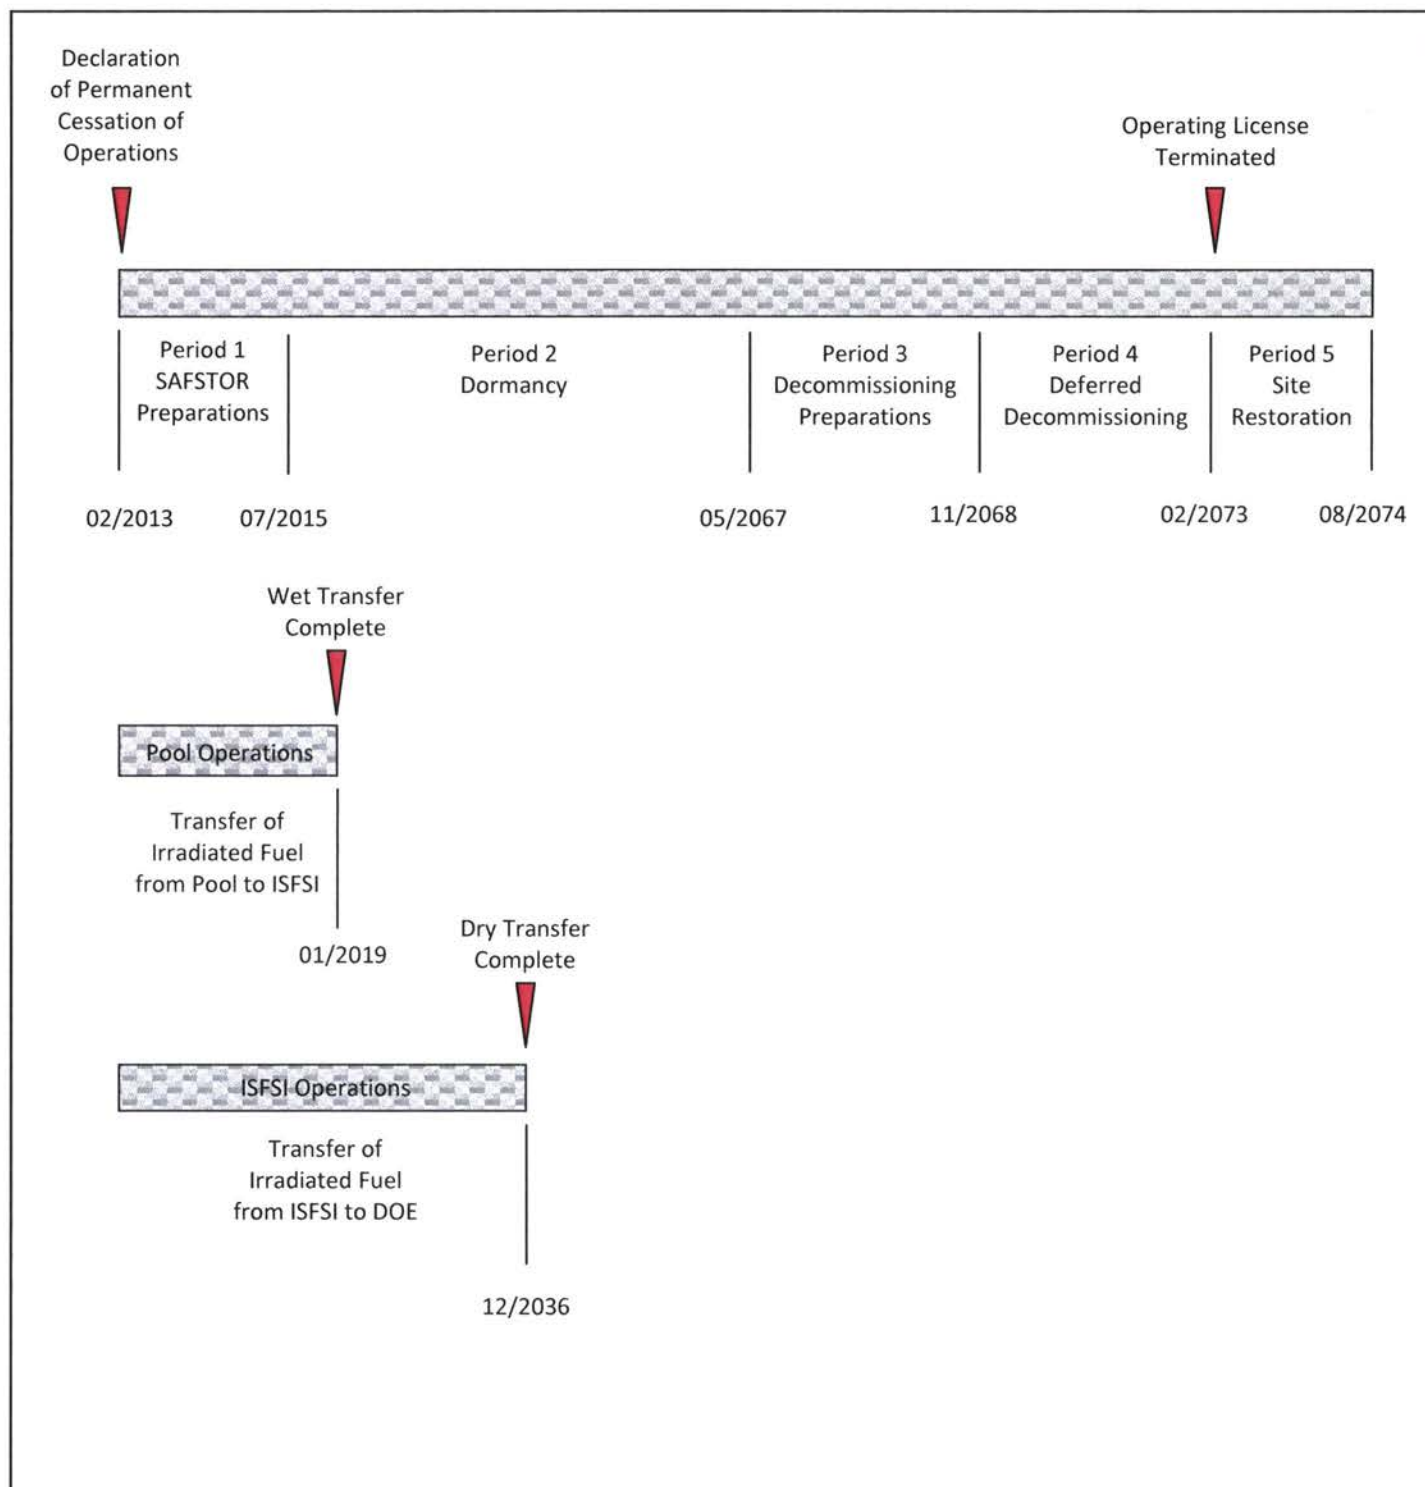 Declaration
of Permanent
Cessation of
Operations
Operating License
Terminated
Period 1
SAFSTOR
Preparations
Period 2
Dormancy
Period 3
Decommissioning
Preparations
Period 4
Deferred
Decommissioning
Period 5
Site
Restoration
02/2013
07/2015
05/2067
11/2068
02/2073
08/2074
Wet Transfer
Complete
Pool Operations
Transfer of
Irradiated Fuel
from Pool to ISFSI
01/2019
Dry Transfer
Complete
ISFSI Operations
Transfer of
Irradiated Fuel
from ISFSI to DOE
12/2036